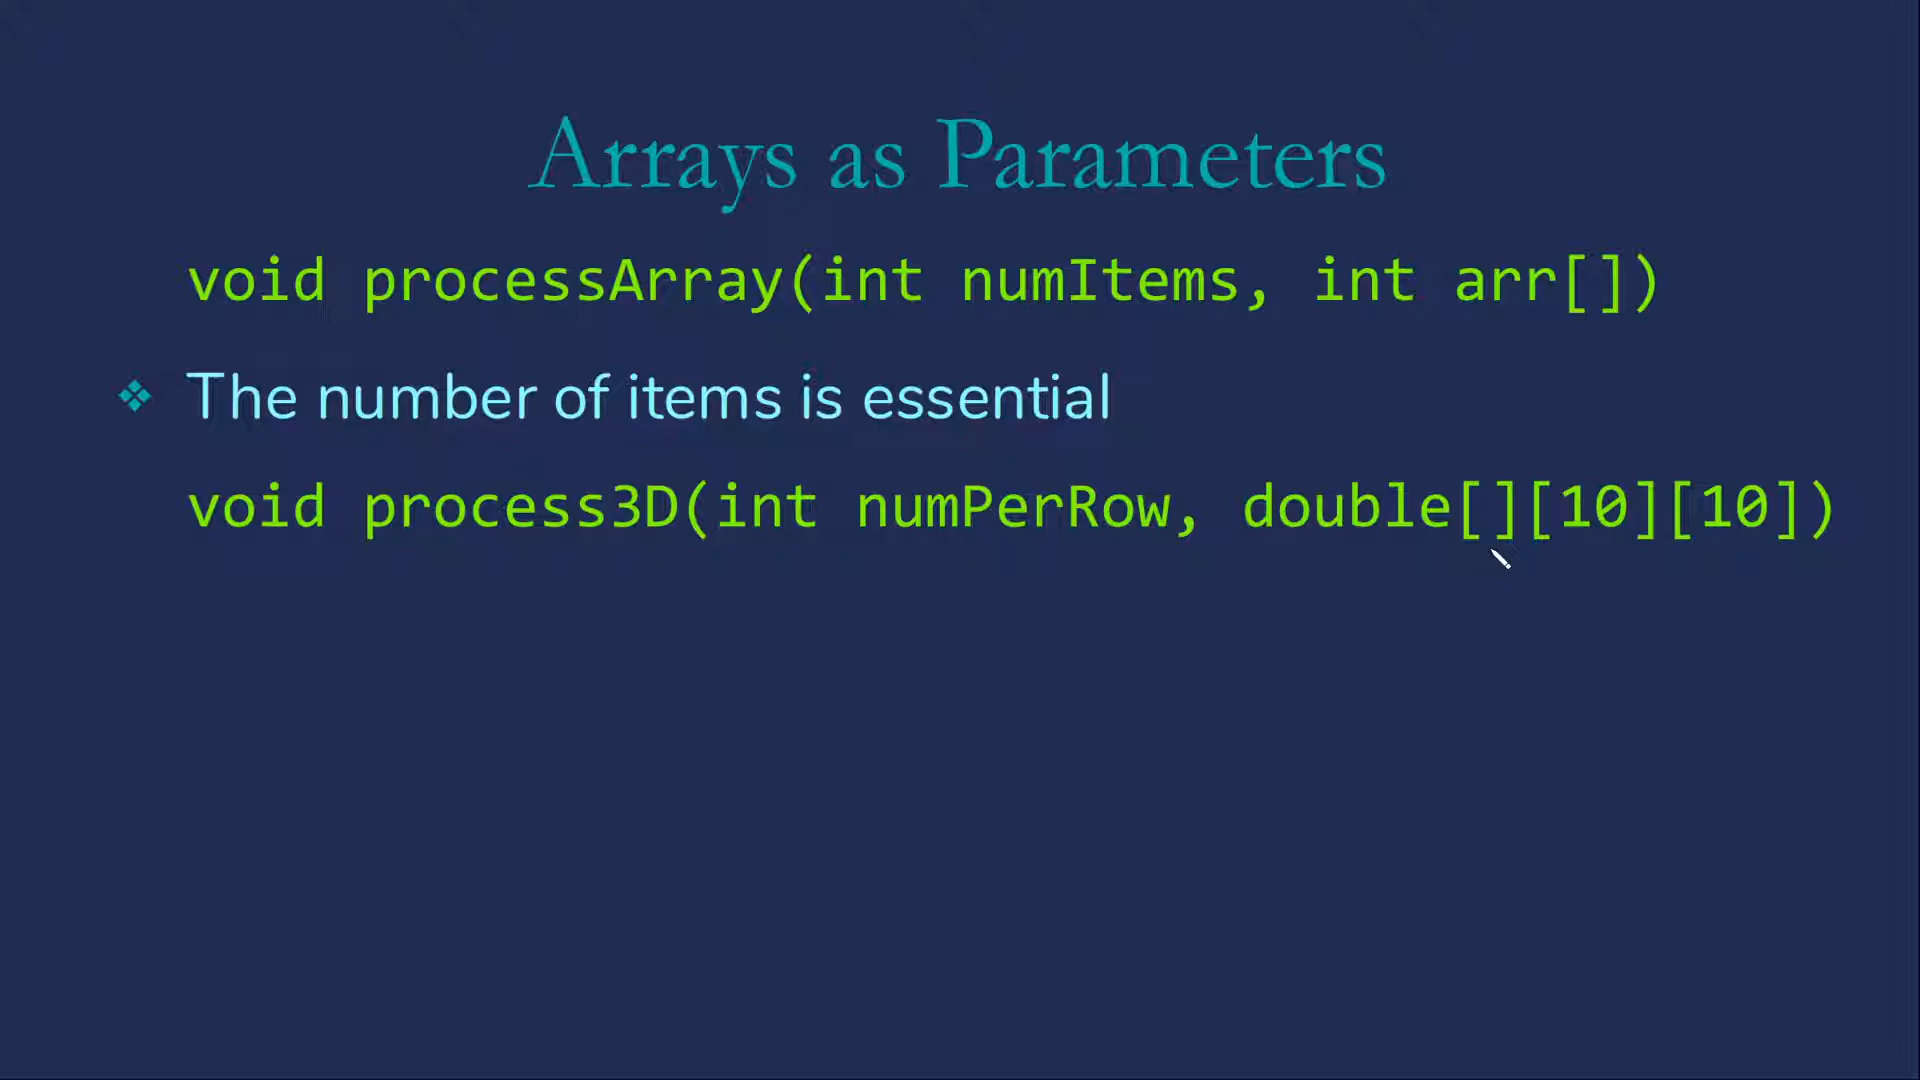 Arrays as Parameters
void processArray(int numItems, int arr[])
The number of items is essential
void process3D(int numPerRow, double[][10][10])